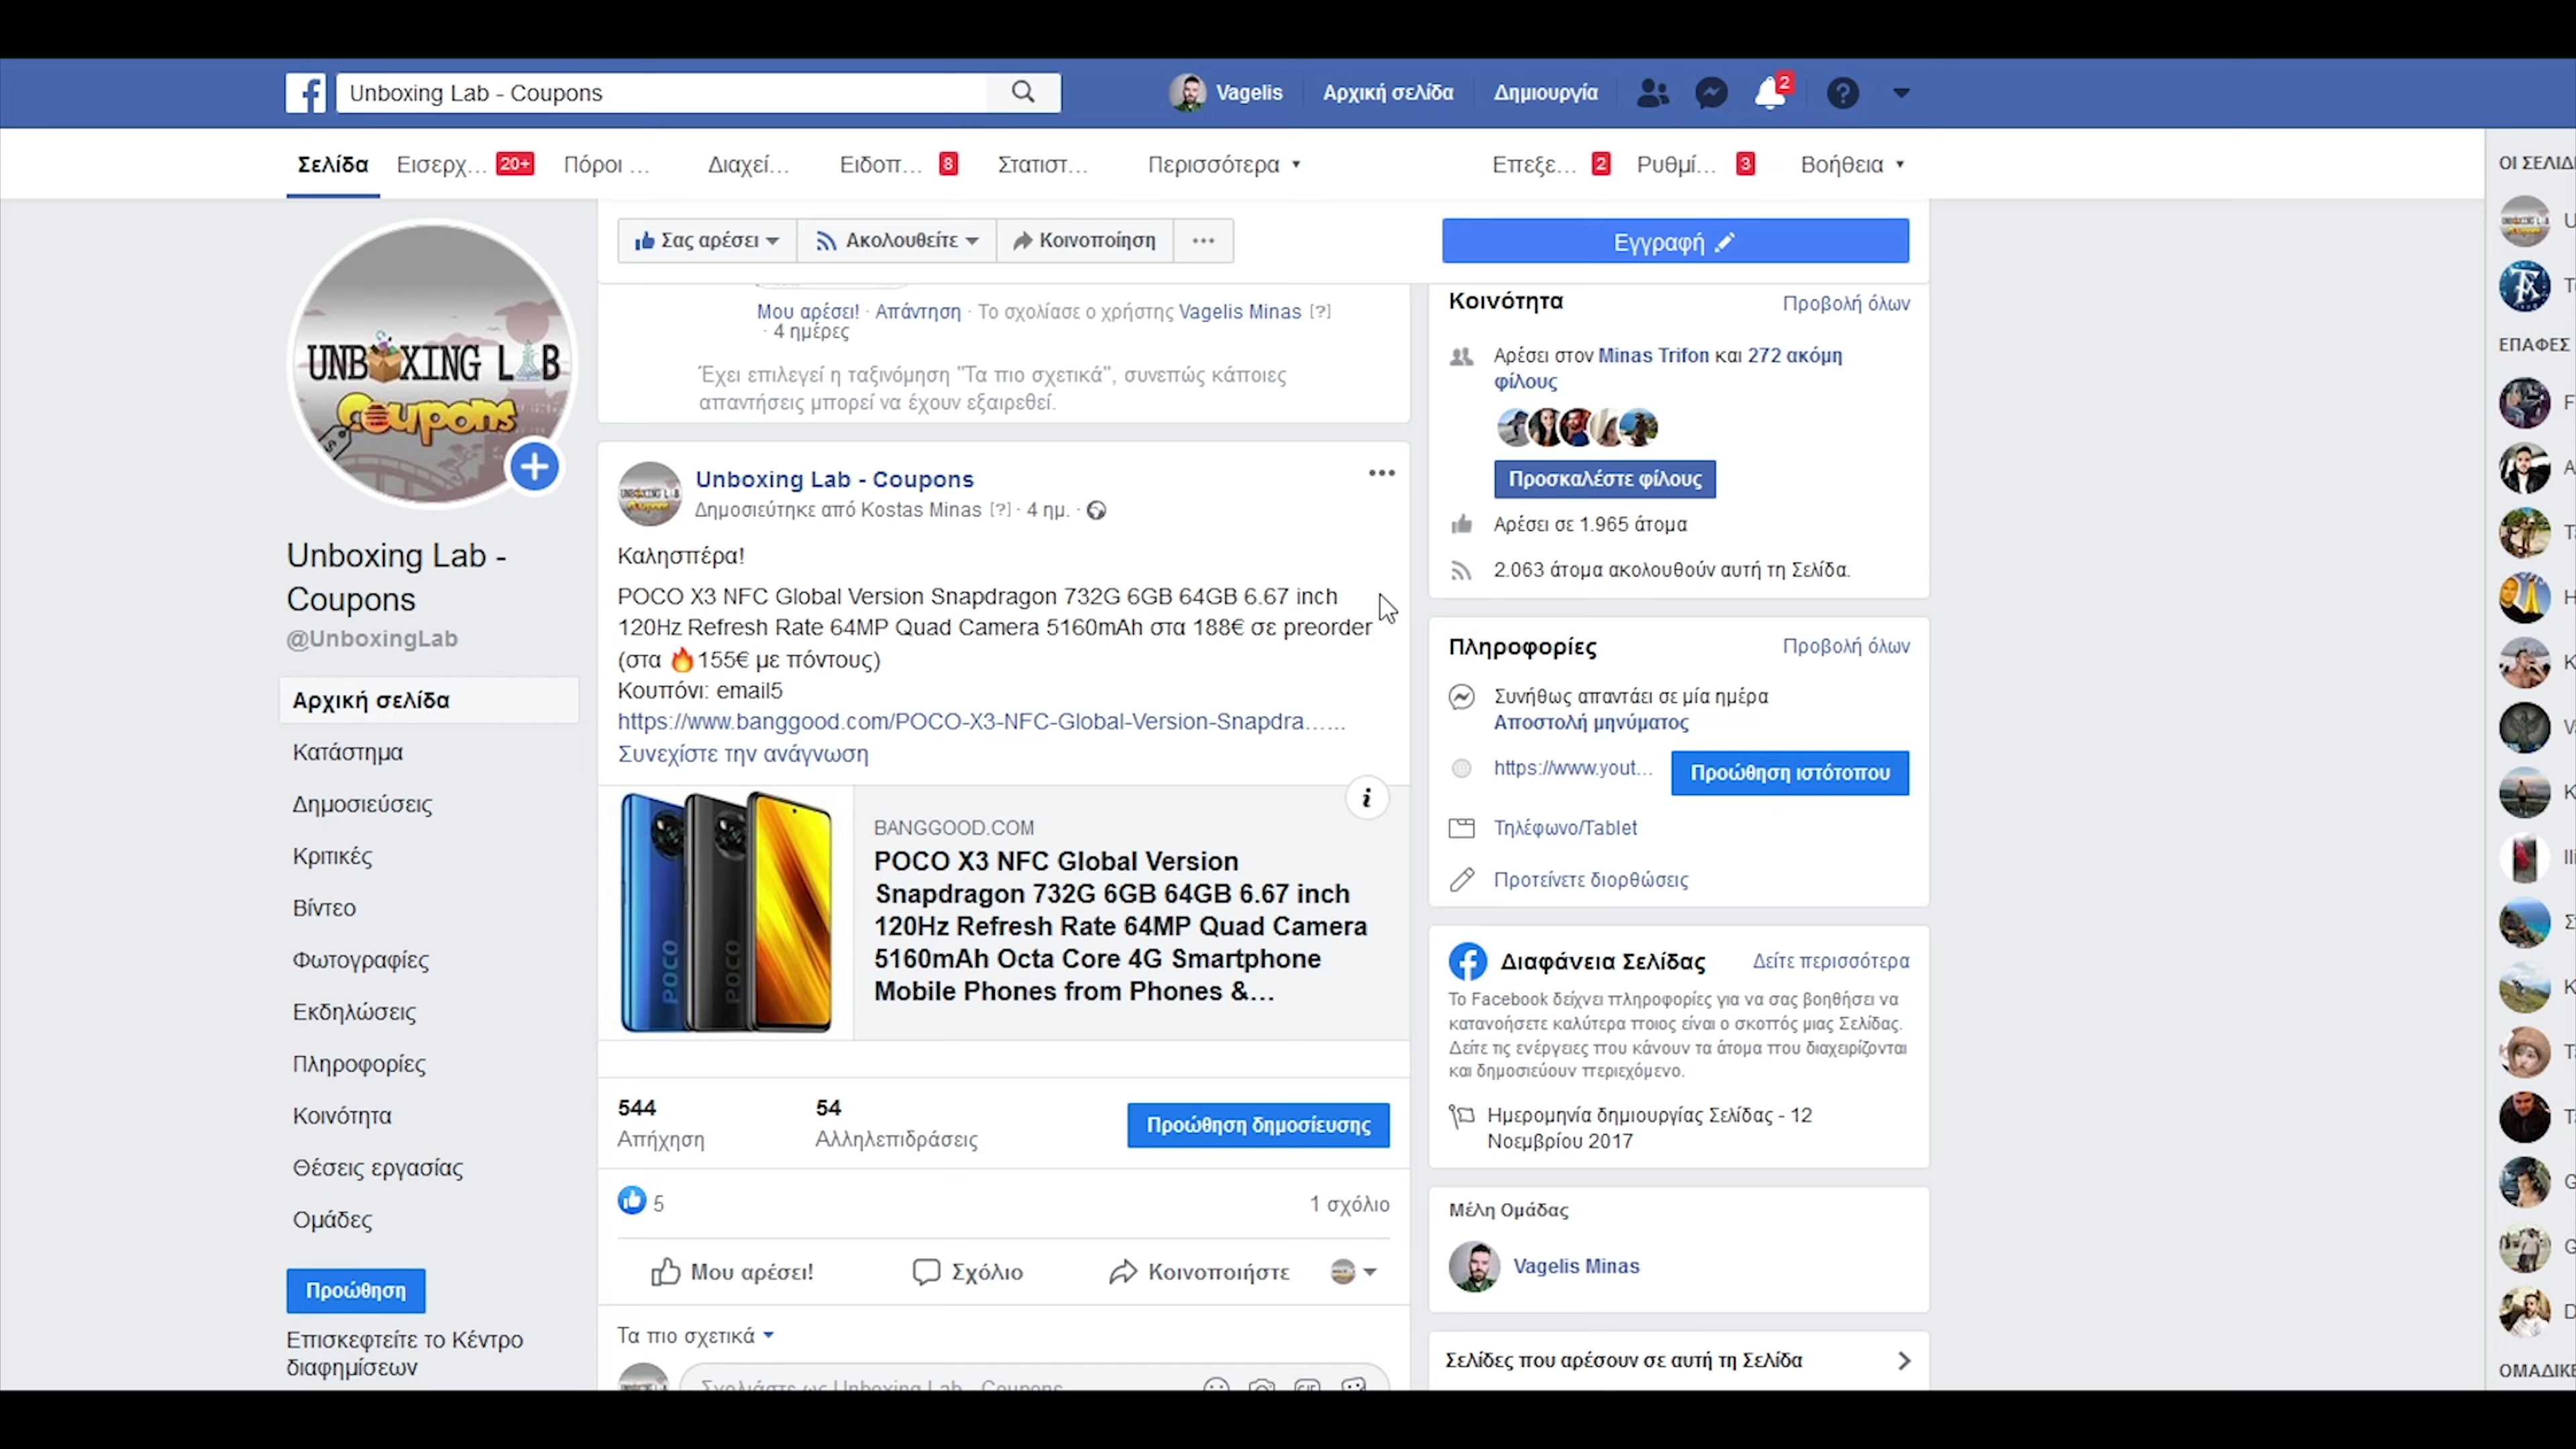 Unboxing Lab - Coupons
Vagelis
Αρχική σελίδα
Δημιουργία
2
Σελίδα
Εισερχ... 20+
Πόροι ...
Διαχεί...
Ειδοπ... 8
Στατιστ...
Περισσότερα
Επεξε... 2
Ρυθμί... 3
Βοήθεια
UNBOXING LAB
Coupons
Unboxing Lab -
Coupons
@UnboxingLab
Αρχική σελίδα
Κατάστημα
Δημοσιεύσεις
Κριτικές
Βίντεο
Φωτογραφίες
Εκδηλώσεις
Πληροφορίες
Κοινότητα
Θέσεις εργασίας
Ομάδες
Προώθηση
Επισκεφτείτε το Κέντρο
διαφημίσεων
Σας αρέσει
Ακολουθείτε
Κοινοποίηση
Εγγραφή
Μου αρέσει! · Απάντηση · Το σχολίασε ο χρήστης Vagelis Minas [?]
· 4 ημέρες
Έχει επιλεγεί η ταξινόμηση "Τα πιο σχετικά", συνεπώς κάποιες
απαντήσεις μπορεί να έχουν εξαιρεθεί.
Unboxing Lab - Coupons
Δημοσιεύτηκε από Kostas Minas [?] · 4 ημ. ·
Καλησπέρα!
POCO X3 NFC Global Version Snapdragon 732G 6GB 64GB 6.67 inch
120Hz Refresh Rate 64MP Quad Camera 5160mAh στα 188€ σε preorder
(στα 🔥155€ με πόντους)
Κουπόνι: email5
https://www.banggood.com/POCO-X3-NFC-Global-Version-Snapdra…...
Συνεχίστε την ανάγνωση
POCO
POCO
BANGGOOD.COM
POCO X3 NFC Global Version
Snapdragon 732G 6GB 64GB 6.67 inch
120Hz Refresh Rate 64MP Quad Camera
5160mAh Octa Core 4G Smartphone
Mobile Phones from Phones &...
544
Απήχηση
54
Αλληλεπιδράσεις
Προώθηση δημοσίευσης
5
1 σχόλιο
Μου αρέσει!
Σχόλιο
Κοινοποιήστε
Τα πιο σχετικά
Σχολιάστε ως Unboxing Lab - Coupons
Κοινότητα
Προβολή όλων
Αρέσει στον Minas Trifon και 272 ακόμη
φίλους
Προσκαλέστε φίλους
Αρέσει σε 1.965 άτομα
2.063 άτομα ακολουθούν αυτή τη Σελίδα.
Πληροφορίες
Προβολή όλων
Συνήθως απαντάει σε μία ημέρα
Αποστολή μηνύματος
https://www.yout...
Προώθηση ιστότοπου
Τηλέφωνο/Tablet
Προτείνετε διορθώσεις
Διαφάνεια Σελίδας
Δείτε περισσότερα
Το Facebook δείχνει πληροφορίες για να σας βοηθήσει να
κατανοήσετε καλύτερα ποιος είναι ο σκοπός μιας Σελίδας.
Δείτε τις ενέργειες που κάνουν τα άτομα που διαχειρίζονται
και δημοσιεύουν περιεχόμενο.
Ημερομηνία δημιουργίας Σελίδας - 12
Νοεμβρίου 2017
Μέλη Ομάδας
Vagelis Minas
Σελίδες που αρέσουν σε αυτή τη Σελίδα
ΟΙ ΣΕΛΙΔ
ΕΠΑΦΕΣ
ΟΜΑΔΙΚΕ